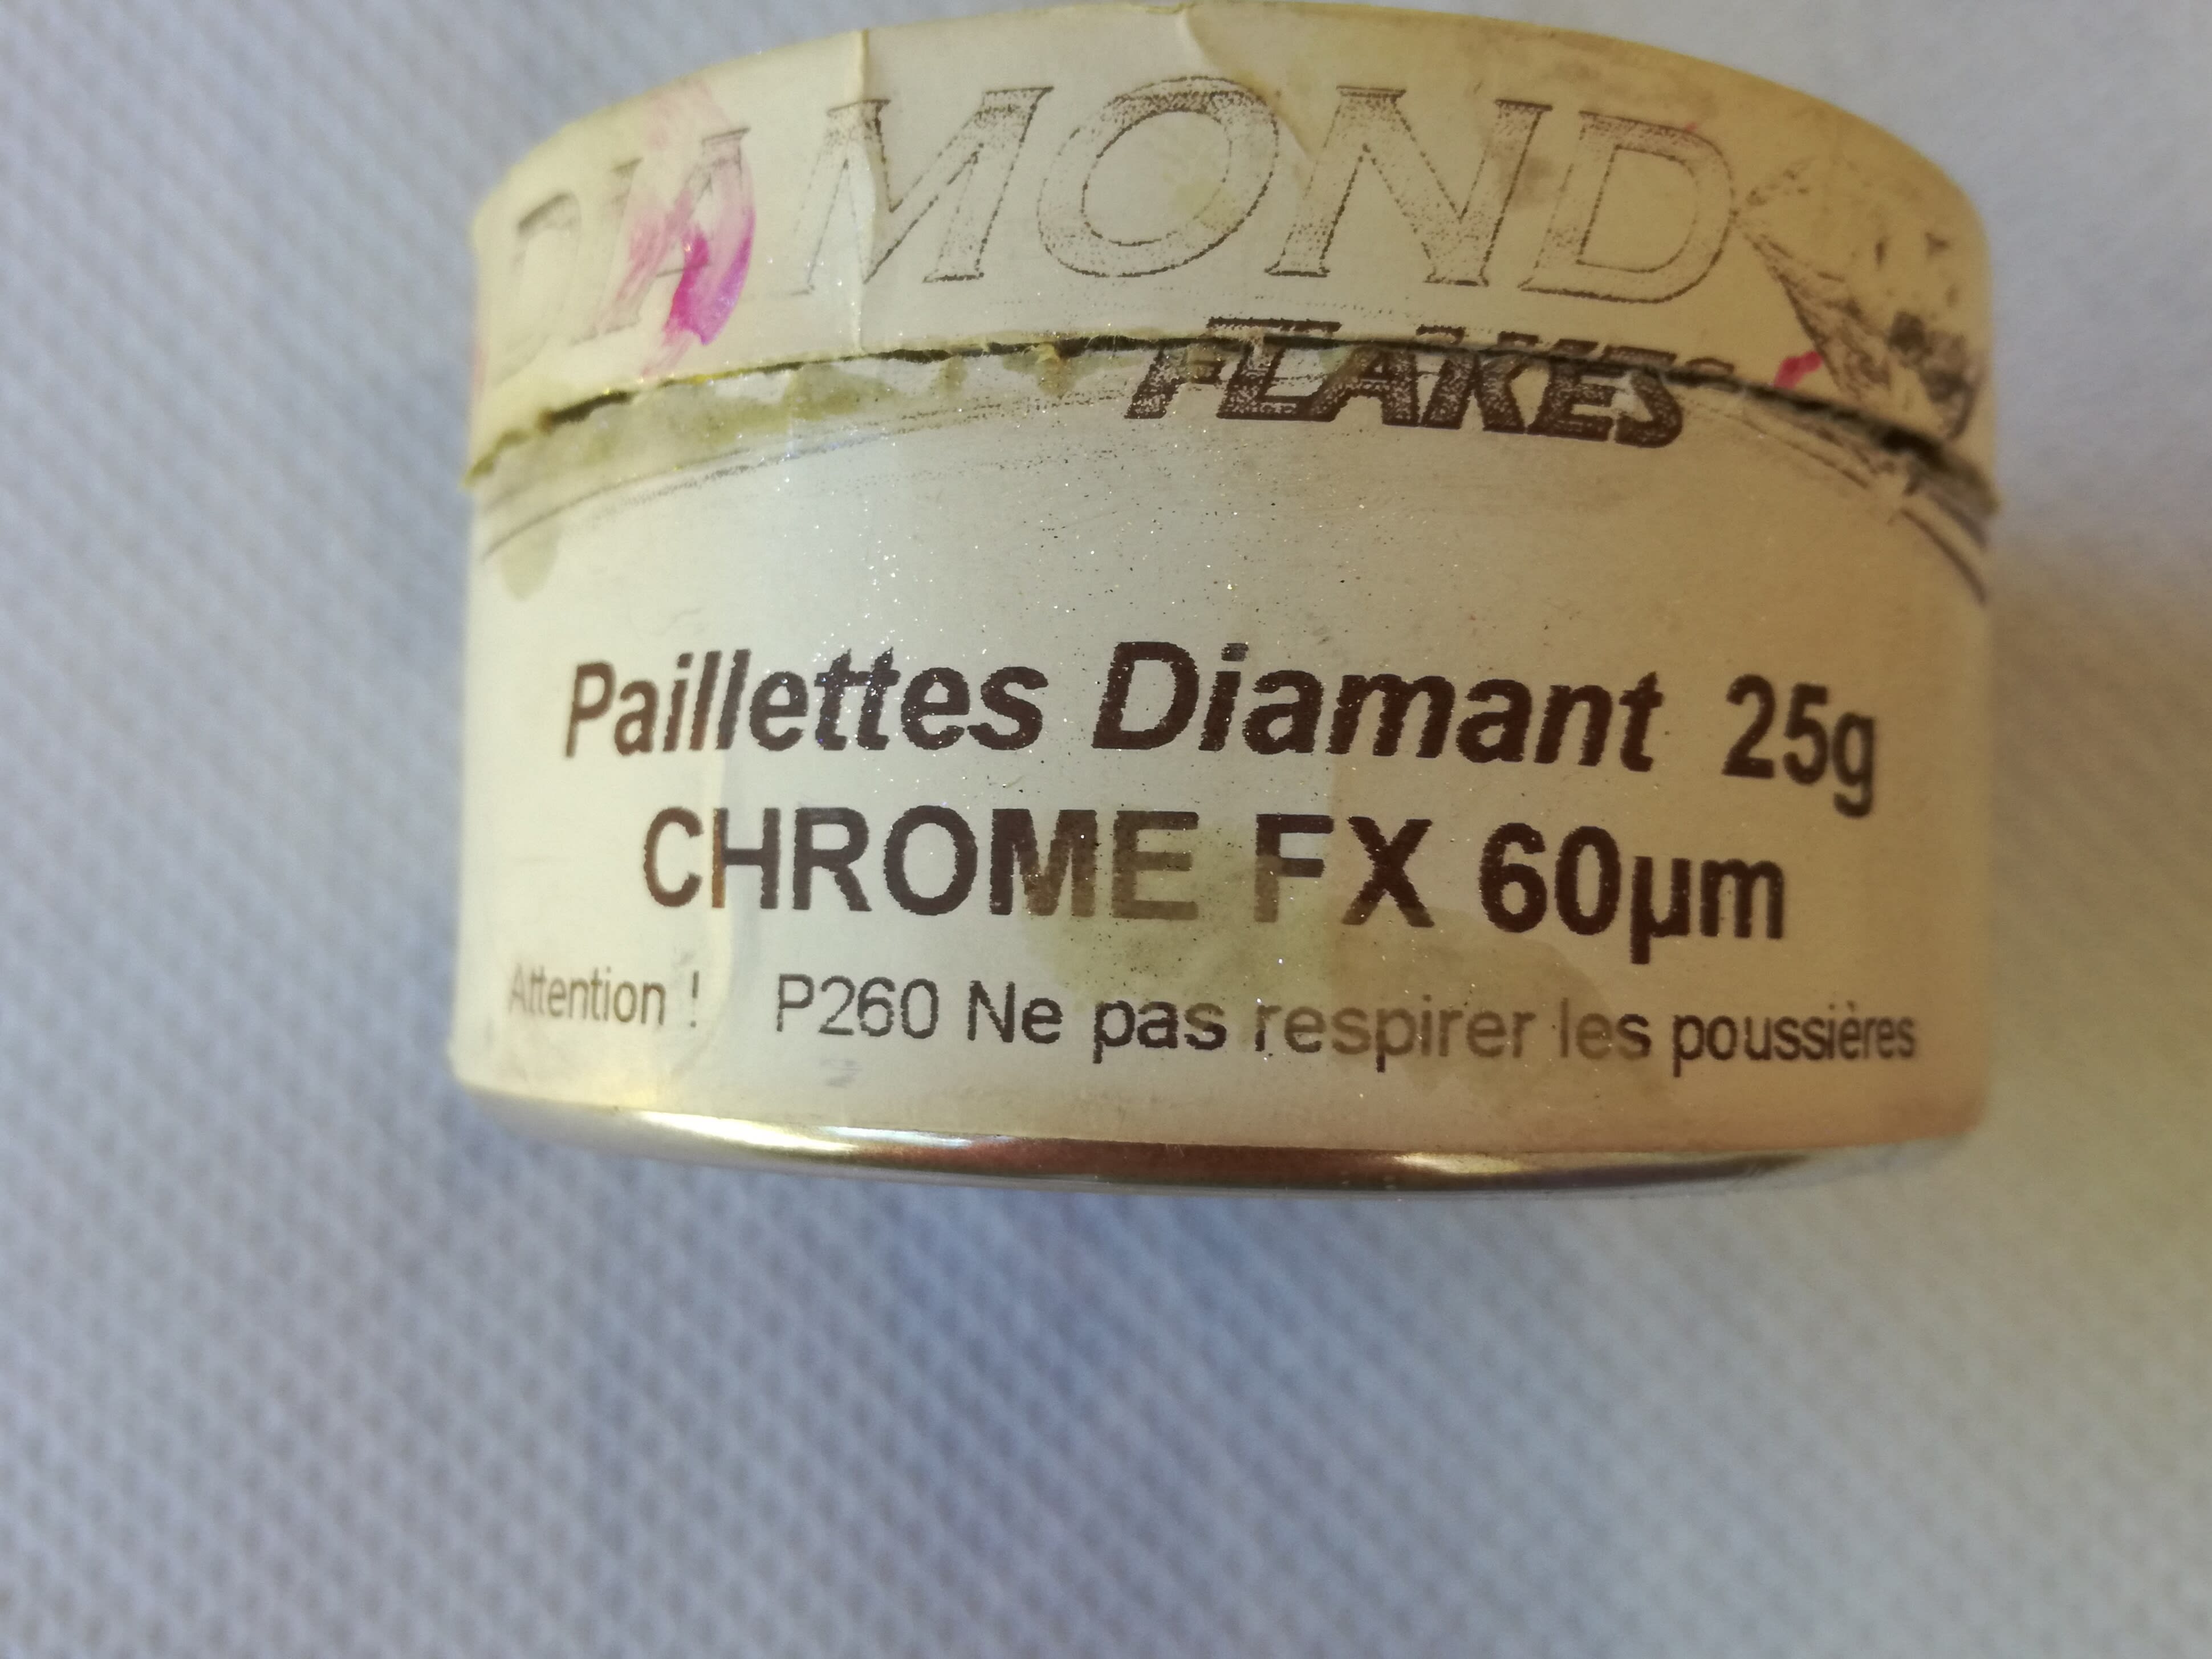 DIAMOND
FLAKES
Paillettes Diamant 25g
CHROME FX 60µm
Attention ! P260 Ne pas respirer les poussières